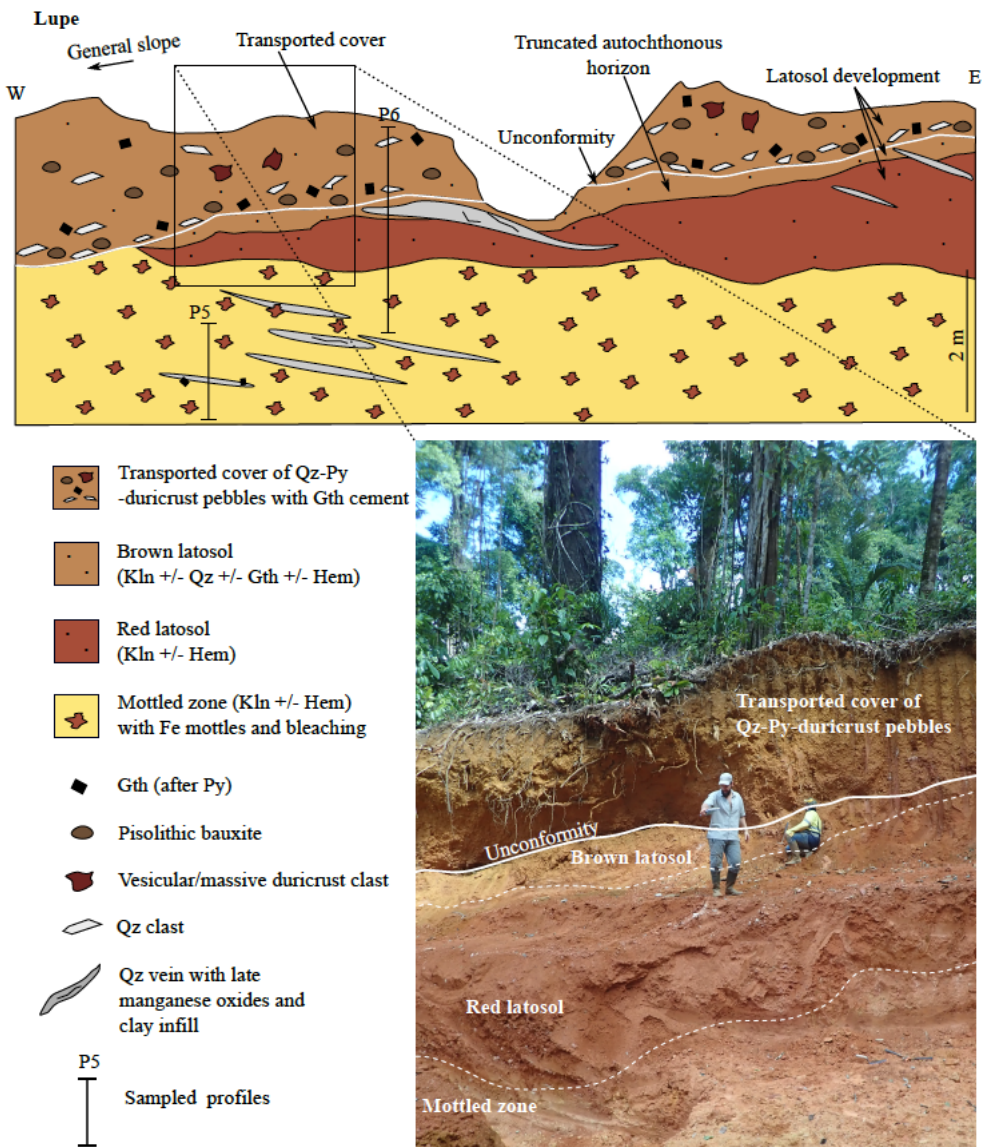 Lupe
General slope
W
Transported cover
P6
Truncated autochthonous
horizon
Latosol development
E
Unconformity
P5
2 m
Transported cover of Qz-Py
-duricrust pebbles with Gth cement
Brown latosol
(Kln +/- Qz +/- Gth +/- Hem)
Red latosol
(Kln +/- Hem)
Mottled zone (Kln +/- Hem)
with Fe mottles and bleaching
Gth (after Py)
Pisolithic bauxite
Vesicular/massive duricrust clast
Qz clast
Qz vein with late
manganese oxides and
clay infill
P5
Sampled profiles
Transported cover of
Qz-Py-duricrust pebbles
Unconformity
Brown latosol
Red latosol
Mottled zone